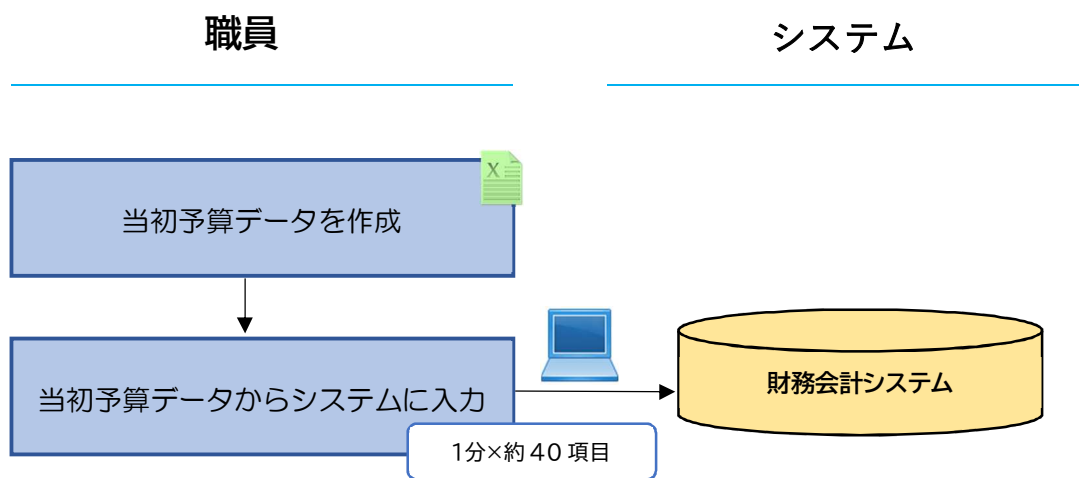 職員
システム
X
当初予算データを作成
当初予算データからシステムに入力
財務会計システム
1分×約40項目